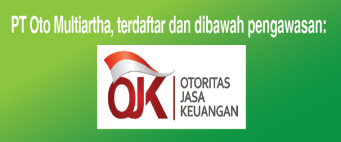 PT Oto Multiartha, terdaftar dan dibawah pengawasan:
OJK
OTORITAS
JASA
KEUANGAN